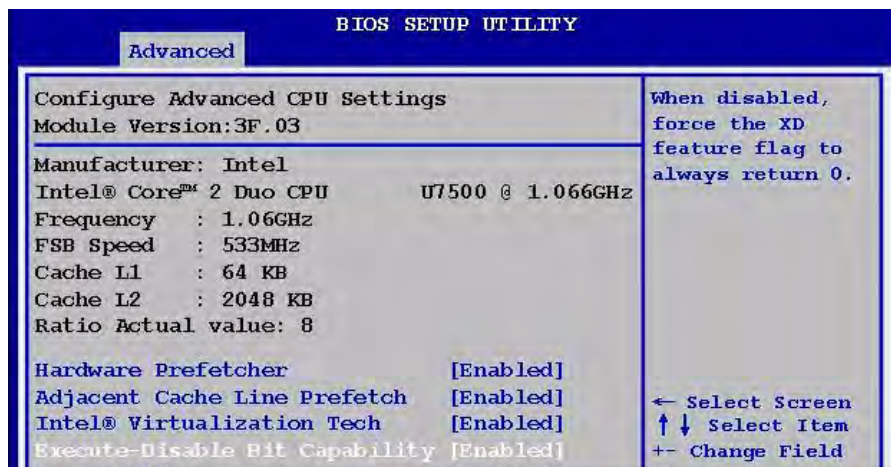 BIOS SETUP UTILITY
Advanced
Configure Advanced CPU Settings
Module Version:3F.03
Manufacturer: Intel
Intel® Core™ 2 Duo CPU U7500 @ 1.066GHz
Frequency : 1.06GHz
FSB Speed : 533MHz
Cache L1 : 64 KB
Cache L2 : 2048 KB
Ratio Actual value: 8
Hardware Prefetcher [Enabled]
Adjacent Cache Line Prefetch [Enabled]
Intel® Virtualization Tech [Enabled]
Execute-Disable Bit Capability [Enabled]
When disabled,
force the XD
feature flag to
always return 0.
← Select Screen
↑↓ Select Item
+- Change Field